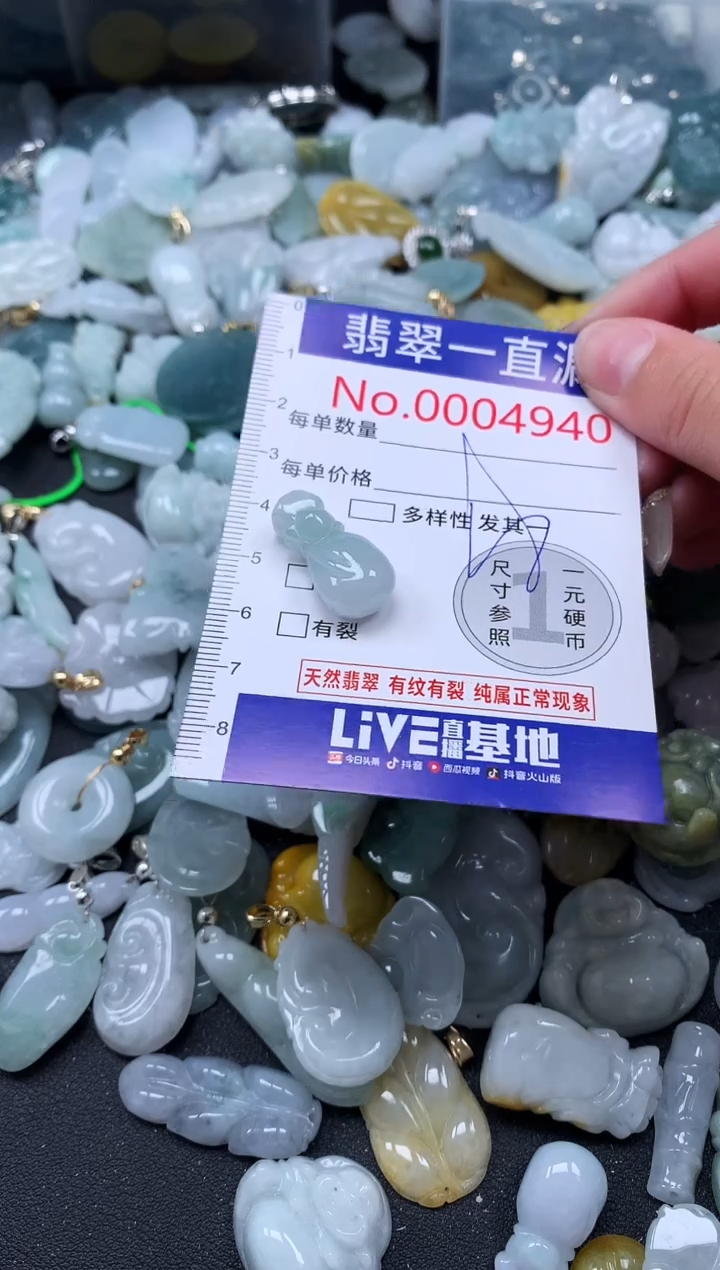 0
翡翠一直
1
No.0004940
2
每单数量
3
每单价格
4
多样性发其一
5
尺寸参照
1
一元硬币
6
有裂
7
天然翡翠 有纹有裂 纯属正常现象
8
LiVE直播基地
今日头条 抖音 西瓜视频 抖音火山版